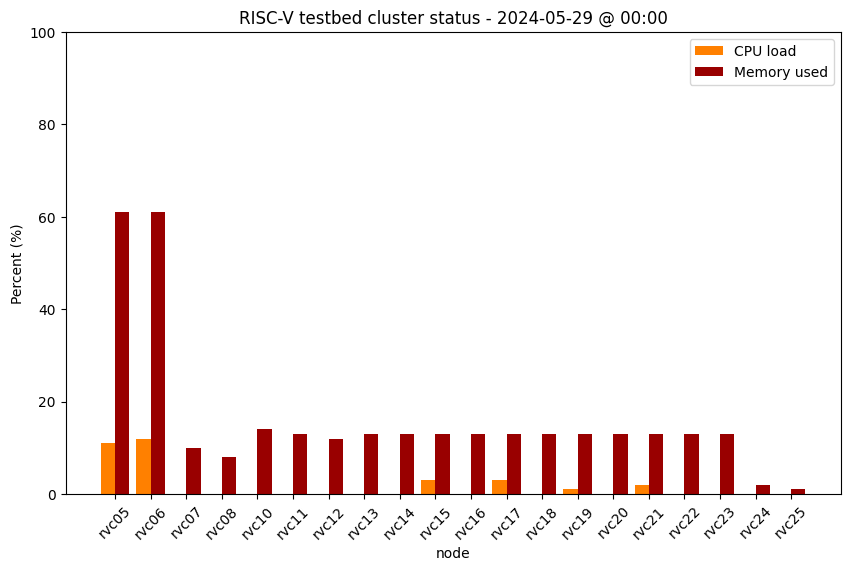 RISC-V testbed cluster status - 2024-05-29 @ 00:00
CPU load
Memory used
Percent (%)
100
80
60
40
20
0
rvc05 rvc06 rvc07 rvc08 rvc10 rvc11 rvc12 rvc13 rvc14 rvc15 rvc16 rvc17 rvc18 rvc19 rvc20 rvc21 rvc22 rvc23 rvc24 rvc25
node